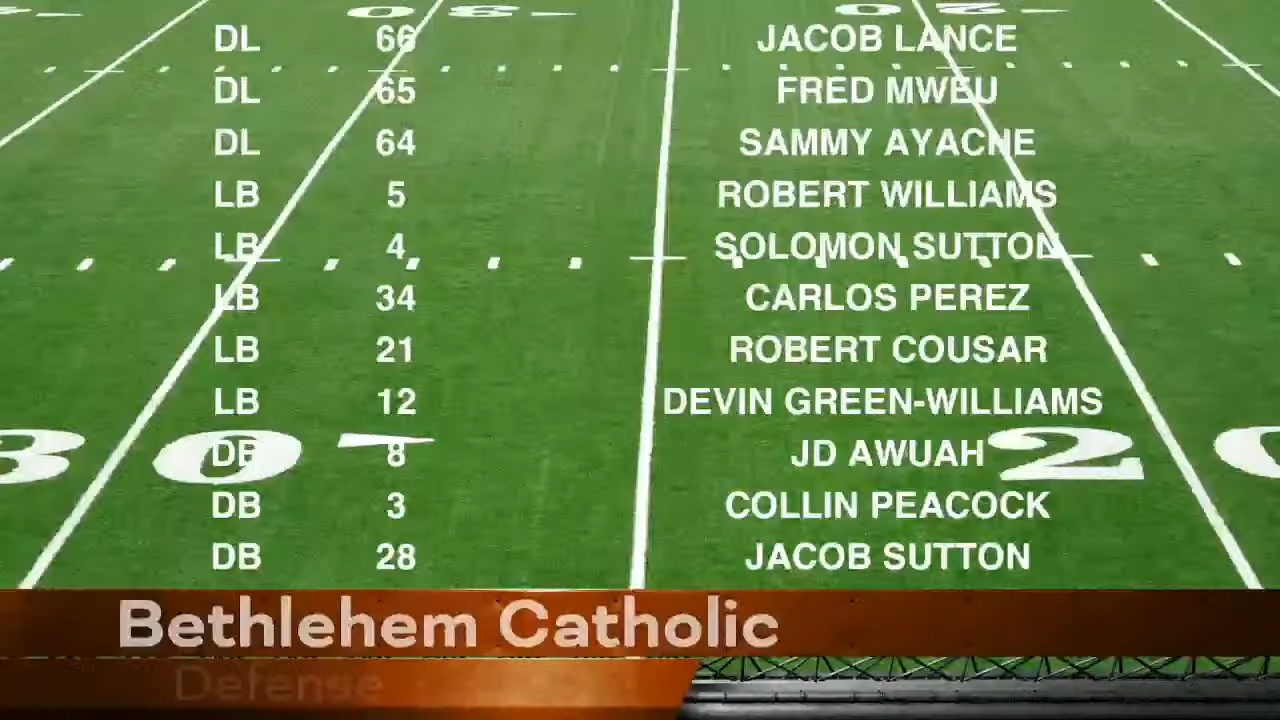 DL 66 JACOB LANCE
DL 65 FRED MWEU
DL 64 SAMMY AYACHE
LB 5 ROBERT WILLIAMS
LB 4 SOLOMON SUTTON
LB 34 CARLOS PEREZ
LB 21 ROBERT COUSAR
LB 12 DEVIN GREEN-WILLIAMS
DB 8 JD AWUAH
DB 3 COLLIN PEACOCK
DB 28 JACOB SUTTON
Bethlehem Catholic
Defense